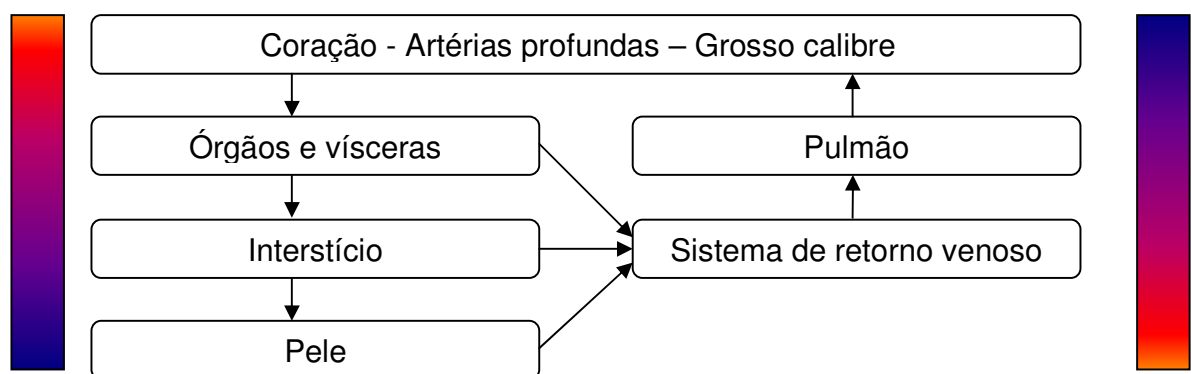 Coração - Artérias profundas – Grosso calibre
Órgãos e vísceras
Pulmão
Interstício
Sistema de retorno venoso
Pele